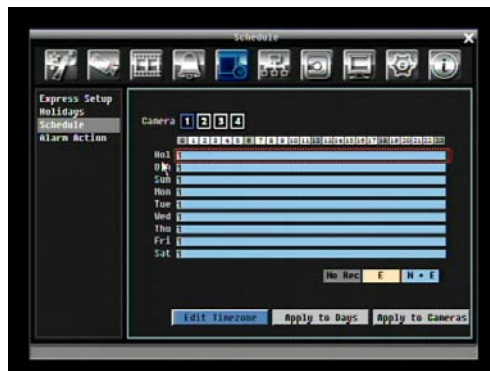 Schedule X
Express Setup
Holidays
Schedule
Alarm Action
Camera 1 2 3 4
0 1 2 3 4 5 6 7 8 9 10 11 12 13 14 15 16 17 18 19 20 21 22 23
Hol 1
1
Sun 1
Mon 1
Tue 1
Wed 1
Thu 1
Fri 1
Sat 1
No Rec E N + E
Edit Timezone Apply to Days Apply to Cameras